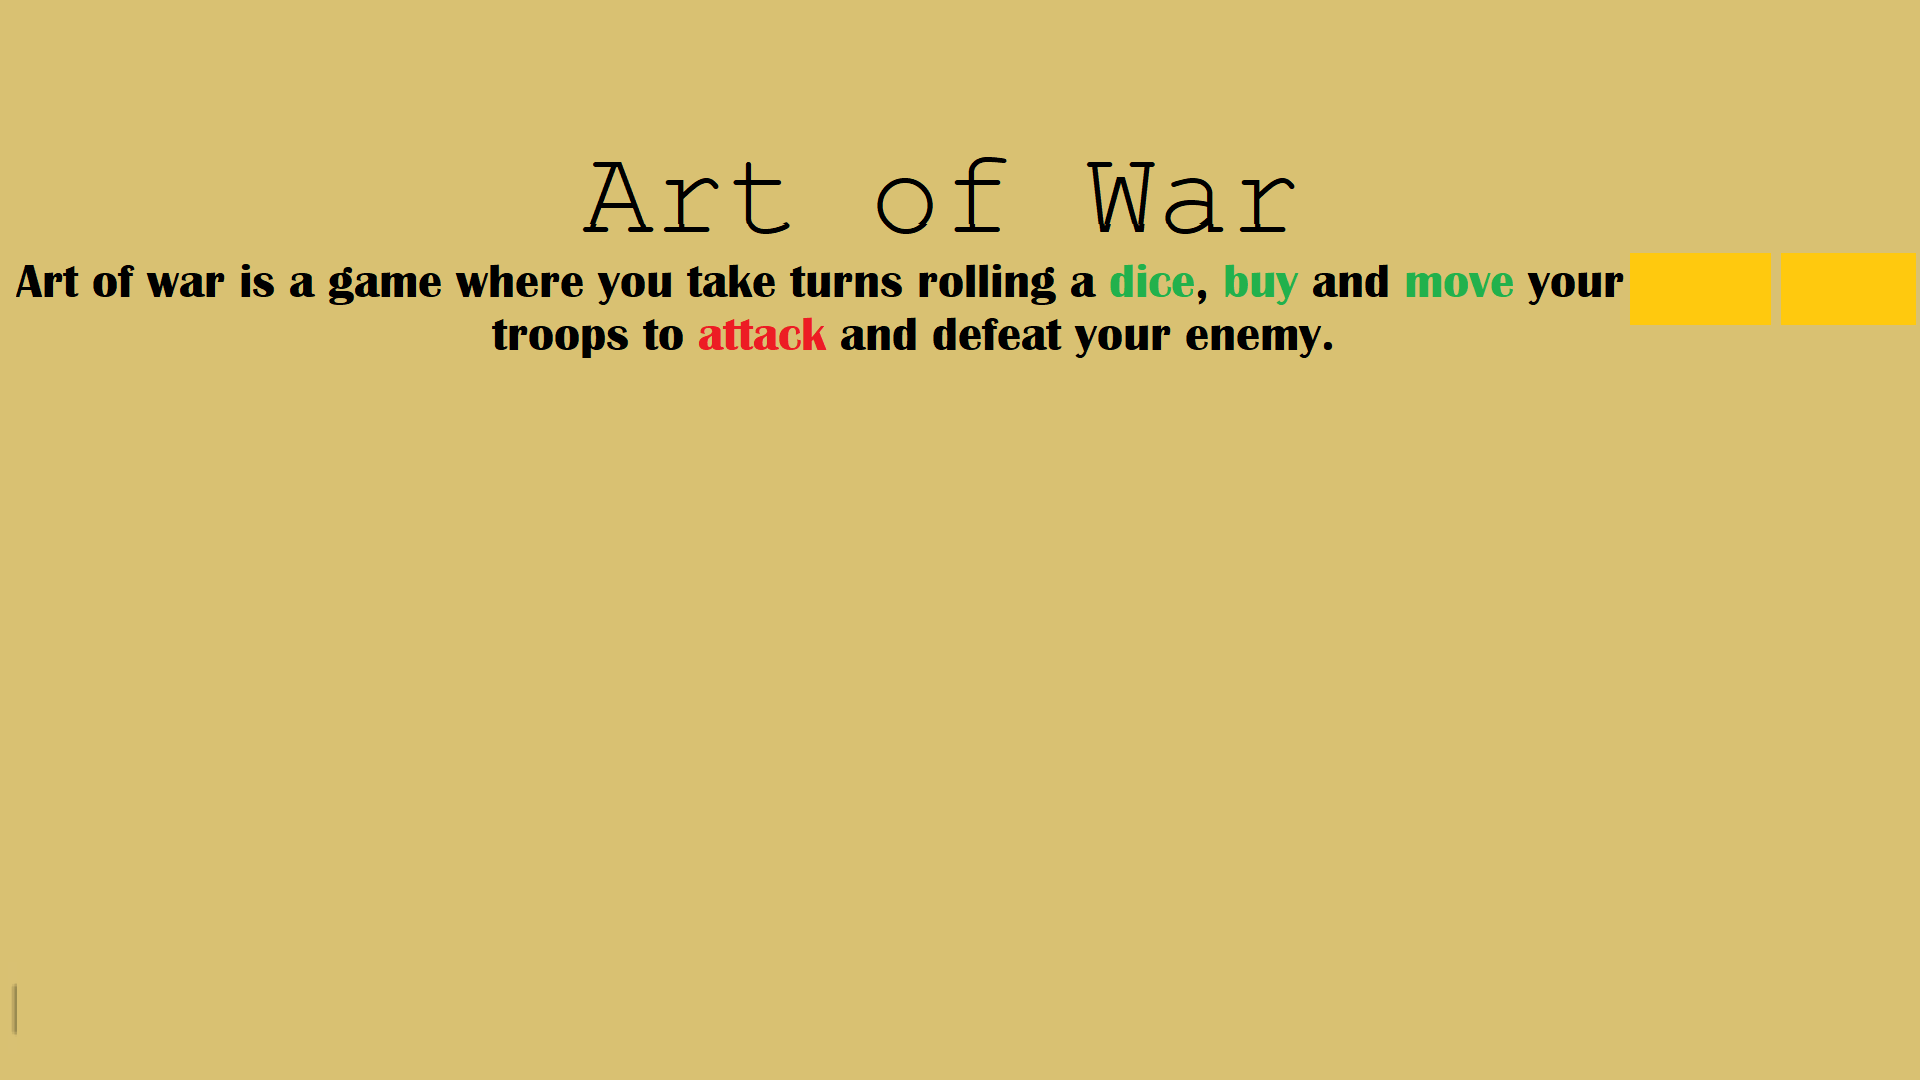 Art of War
Art of war is a game where you take turns rolling a dice, buy and move your
troops to attack and defeat your enemy.